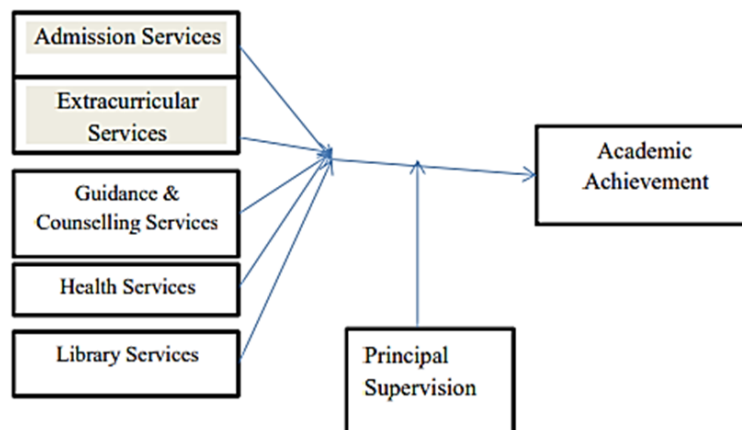 Admission Services
Extracurricular
Services
Guidance &
Counselling Services
Health Services
Library Services
Academic
Achievement
Principal
Supervision